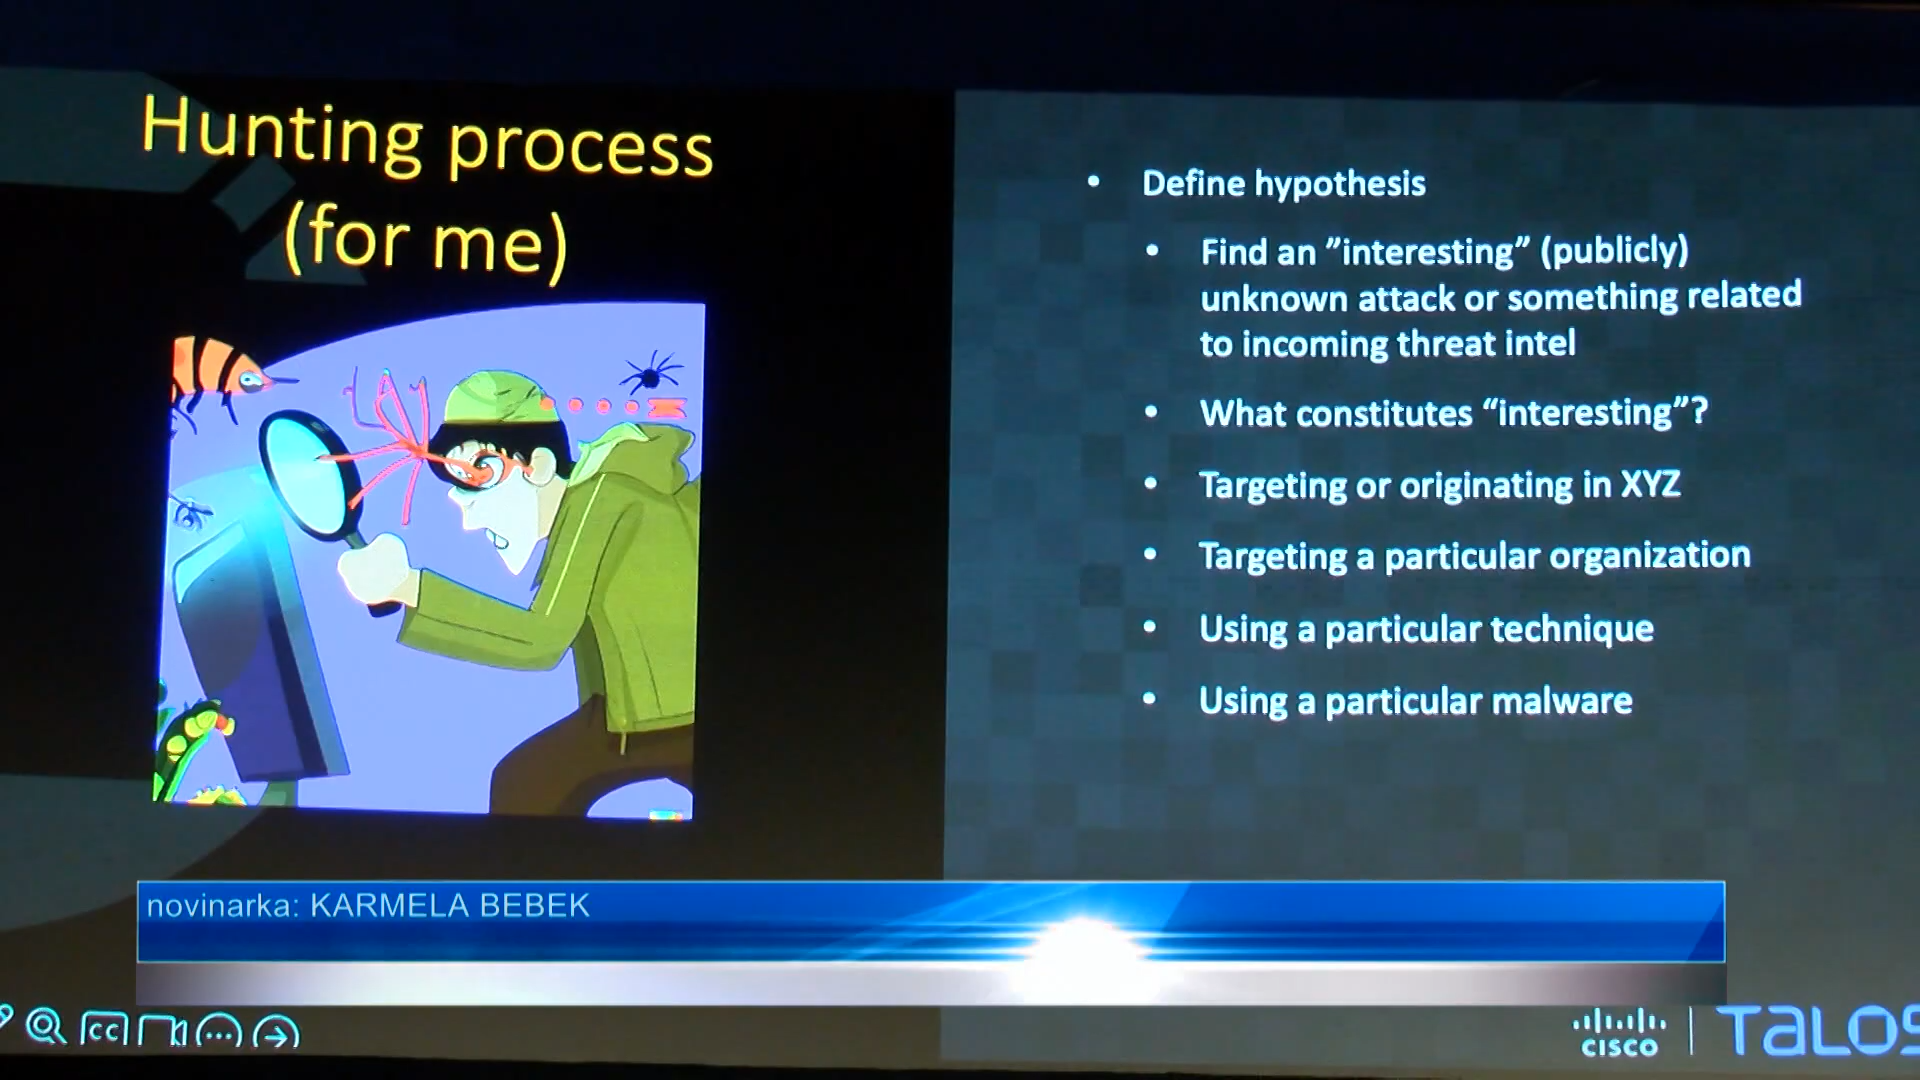 Hunting process
(for me)
• Define hypothesis
• Find an ”interesting” (publicly)
unknown attack or something related
to incoming threat intel
• What constitutes “interesting”?
• Targeting or originating in XYZ
• Targeting a particular organization
• Using a particular technique
• Using a particular malware
novinarka: KARMELA BEBEK
CC
CISCO
TALOS